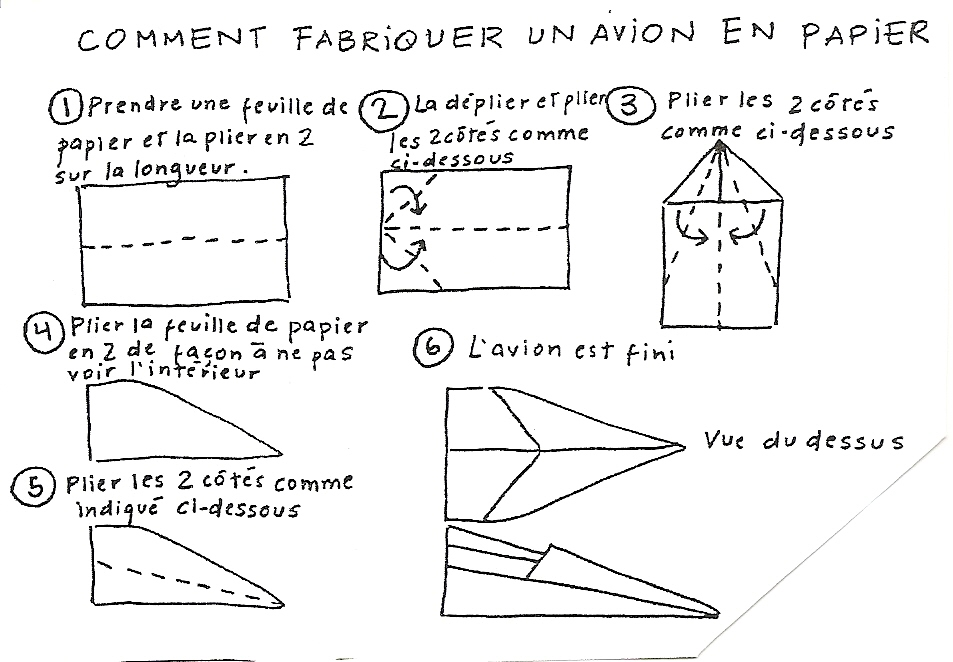 COMMENT FABRIQUER UN AVION EN PAPIER
1 Prendre une feuille de
papier et la plier en 2
sur la longueur.
2 La déplier et plier
les 2 côtés comme
ci-dessous
3 Plier les 2 côtés
comme ci-dessous
4 Plier la feuille de papier
en 2 de façon à ne pas
voir l'intérieur
5 Plier les 2 côtés comme
indiqué ci-dessous
6 L'avion est fini
Vue du dessus